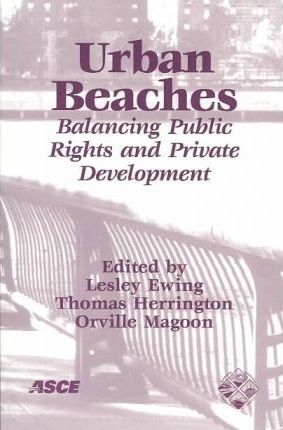 Urban
Beaches
Balancing Public
Rights and Private
Development
Edited by
Lesley Ewing
Thomas Herrington
Orville Magoon
ASCE